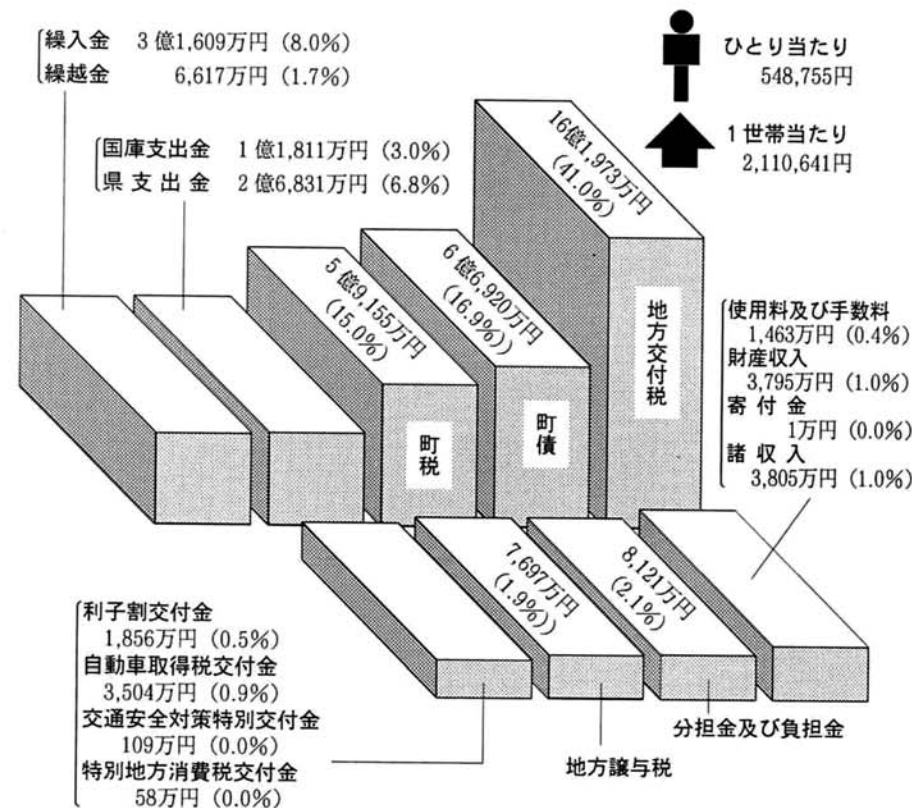 繰入金 3億1,609万円 (8.0%)
繰越金 6,617万円 (1.7%)
国庫支出金 1億1,811万円 (3.0%)
県支出金 2億6,831万円 (6.8%)
ひとり当たり
548,755円
1世帯当たり
2,110,641円
5億9,155万円
(15.0%)
町税
6億6,920万円
(16.9%))
町債
16億1,973万円
(41.0%)
地方交付税
使用料及び手数料
1,463万円 (0.4%)
財産収入
3,795万円 (1.0%)
寄付金
1万円 (0.0%)
諸収入
3,805万円 (1.0%)
利子割交付金
1,856万円 (0.5%)
自動車取得税交付金
3,504万円 (0.9%)
交通安全対策特別交付金
109万円 (0.0%)
特別地方消費税交付金
58万円 (0.0%)
7,697万円
(1.9%))
地方譲与税
8,121万円
(2.1%)
分担金及び負担金